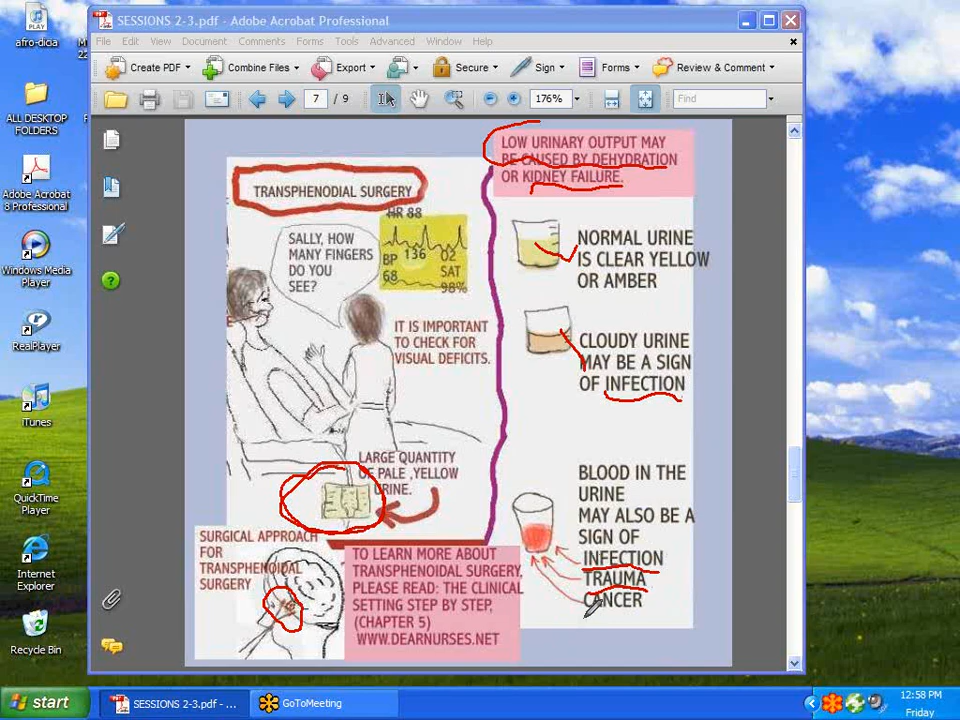 afro-dicia
ALL DESKTOP
FOLDERS
Adobe Acrobat
8 Professional
Windows Media
Player
RealPlayer
iTunes
QuickTime
Player
Internet
Explorer
Recycle Bin
SESSIONS 2-3.pdf - Adobe Acrobat Professional
File Edit View Document Comments Forms Tools Advanced Window Help
Create PDF Combine Files Export Secure Sign Forms Review & Comment
7 / 9 176% Find
LOW URINARY OUTPUT MAY
BE CAUSED BY DEHYDRATION
OR KIDNEY FAILURE.
TRANSPHENODIAL SURGERY
SALLY, HOW
MANY FINGERS
DO YOU
SEE?
HR 88
BP 136 02
68 SAT
98%
IT IS IMPORTANT
TO CHECK FOR
VISUAL DEFICITS.
LARGE QUANTITY
OF PALE ,YELLOW
URINE.
SURGICAL APPROACH
FOR
TRANSPHENOIDAL
SURGERY
TO LEARN MORE ABOUT
TRANSPHENOIDAL SURGERY,
PLEASE READ: THE CLINICAL
SETTING STEP BY STEP,
(CHAPTER 5)
WWW.DEARNURSES.NET
NORMAL URINE
IS CLEAR YELLOW
OR AMBER
CLOUDY URINE
MAY BE A SIGN
OF INFECTION
BLOOD IN THE
URINE
MAY ALSO BE A
SIGN OF
INFECTION
TRAUMA
CANCER
start
SESSIONS 2-3.pdf - ...
GoToMeeting
12:58 PM
Friday